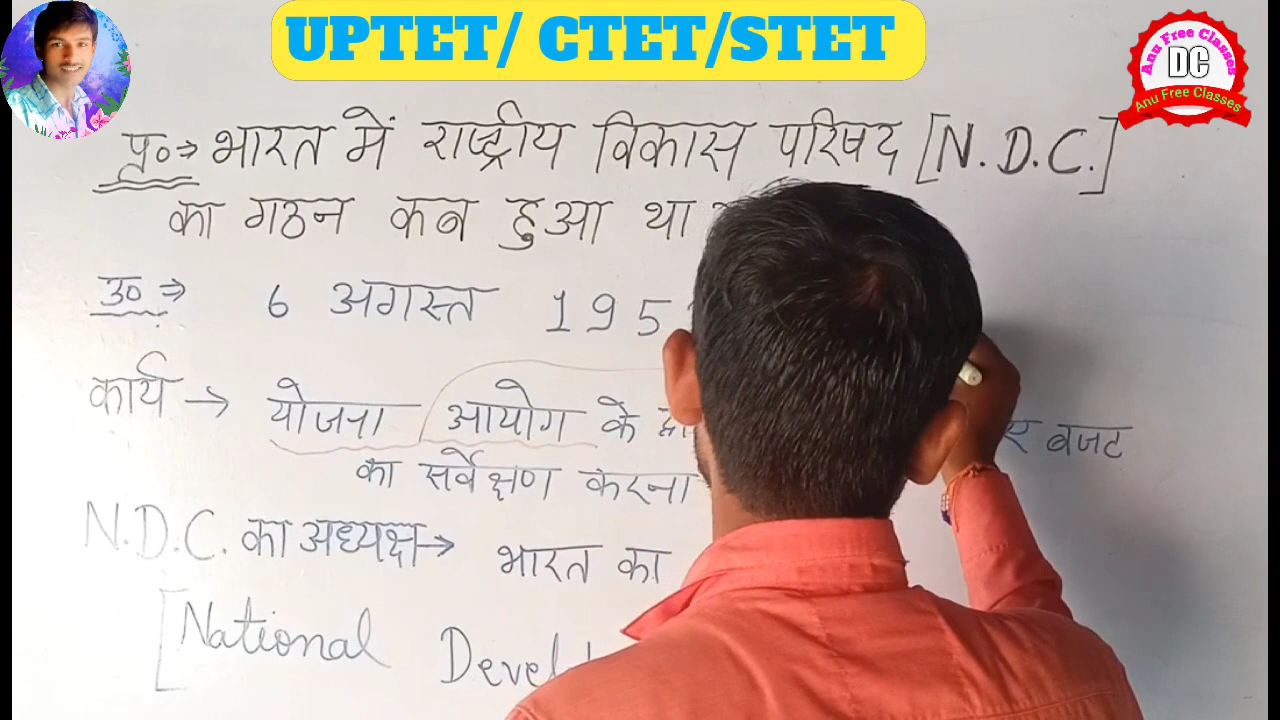 UPTET/ CTET/STET
Anu Free Classes
DC
Anu Free Classes
प्र०⇒ भारत में राष्ट्रीय विकास परिषद [N.D.C.]
का गठन कब हुआ था
उ० ⇒ 6 अगस्त 195
कार्य → योजना आयोग के बजट
का सर्वेक्षण करना
N.D.C. का अध्यक्ष → भारत का
[National Devel